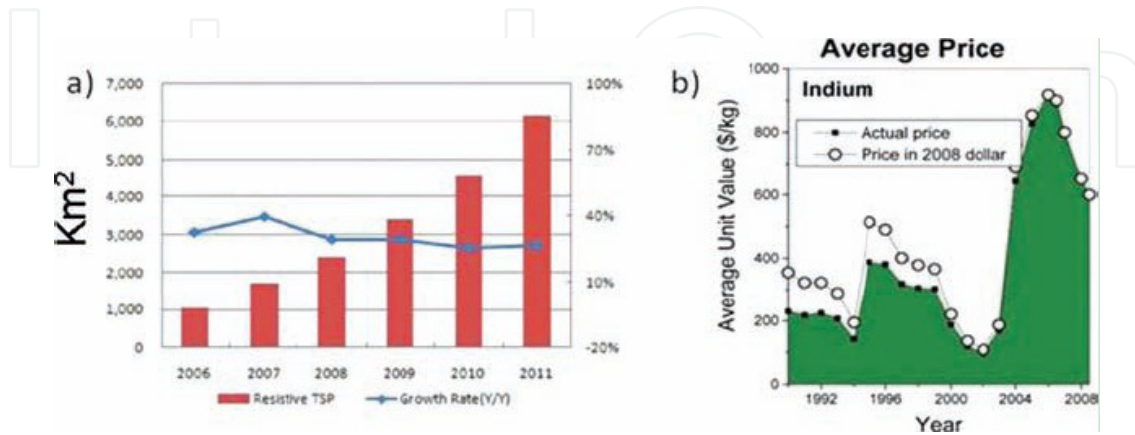 a)
7,000
6,000
5,000
4,000
3,000
2,000
1,000
0
Km²
100%
70%
40%
10%
-20%
2006 2007 2008 2009 2010 2011
Resistive TSP Growth Rate(Y/Y)
b)
Average Price
Indium
Actual price
Price in 2008 dollar
Average Unit Value ($/kg)
1000
800
600
400
200
0
1992 1996 2000 2004 2008
Year